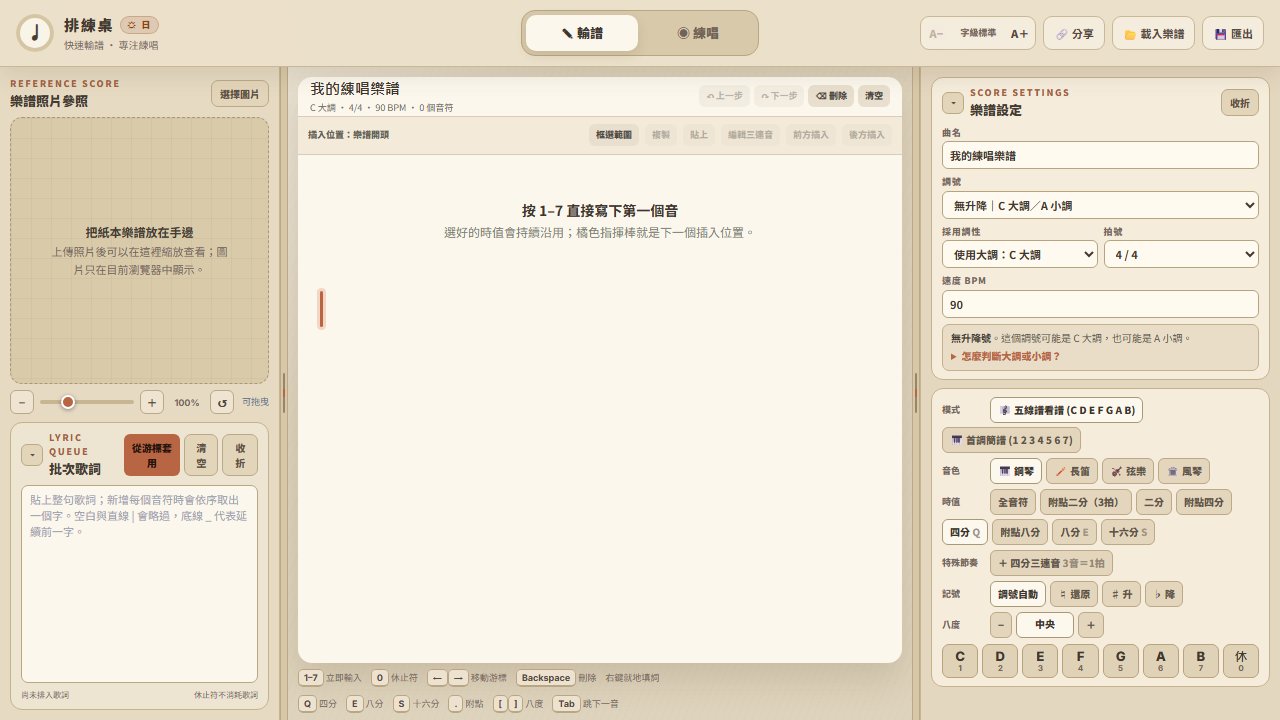 排練桌 日
快速輸譜 · 專注練唱
輸譜 練唱
A− 字級標準 A+ 分享 載入樂譜 匯出
REFERENCE SCORE
樂譜照片參照
選擇圖片
把紙本樂譜放在手邊
上傳照片後可以在這裡縮放查看；圖
片只在目前瀏覽器中顯示。
− + 100% ↺ 可拖曳
LYRIC
QUEUE
批次歌詞
從游標套
用
清
空
收
折
貼上整句歌詞；新增每個音符時會依序取出
一個字。空白與直線 | 會略過，底線 _ 代表延
續前一字。
尚未排入歌詞 休止符不消耗歌詞
我的練唱樂譜
C 大調 · 4/4 · 90 BPM · 0 個音符
↶ 上一步 ↷ 下一步 ⌫ 刪除 清空
插入位置：樂譜開頭
框選範圍 複製 貼上 編輯三連音 前方插入 後方插入
按 1–7 直接寫下第一個音
選好的時值會持續沿用；橘色指揮棒就是下一個插入位置。
1–7 立即輸入 0 休止符 ← → 移動游標 Backspace 刪除 右鍵就地填詞
Q 四分 E 八分 S 十六分 . 附點 [ ] 八度 Tab 跳下一音
SCORE SETTINGS
樂譜設定
收折
曲名
我的練唱樂譜
調號
無升降｜C 大調／A 小調
採用調性 拍號
使用大調：C 大調 4 / 4
速度 BPM
90
無升降號。這個調號可能是 C 大調，也可能是 A 小調。
▶ 怎麼判斷大調或小調？
模式 五線譜看譜 (C D E F G A B)
首調簡譜 (1 2 3 4 5 6 7)
音色 鋼琴 長笛 弦樂 風琴
時值 全音符 附點二分（3拍） 二分 附點四分
四分 Q 附點八分 八分 E 十六分 S
特殊節奏 ＋ 四分三連音 3音＝1拍
記號 調號自動 ♮ 還原 ♯ 升 ♭ 降
八度 − 中央 +
C D E F G A B 休
1 2 3 4 5 6 7 0